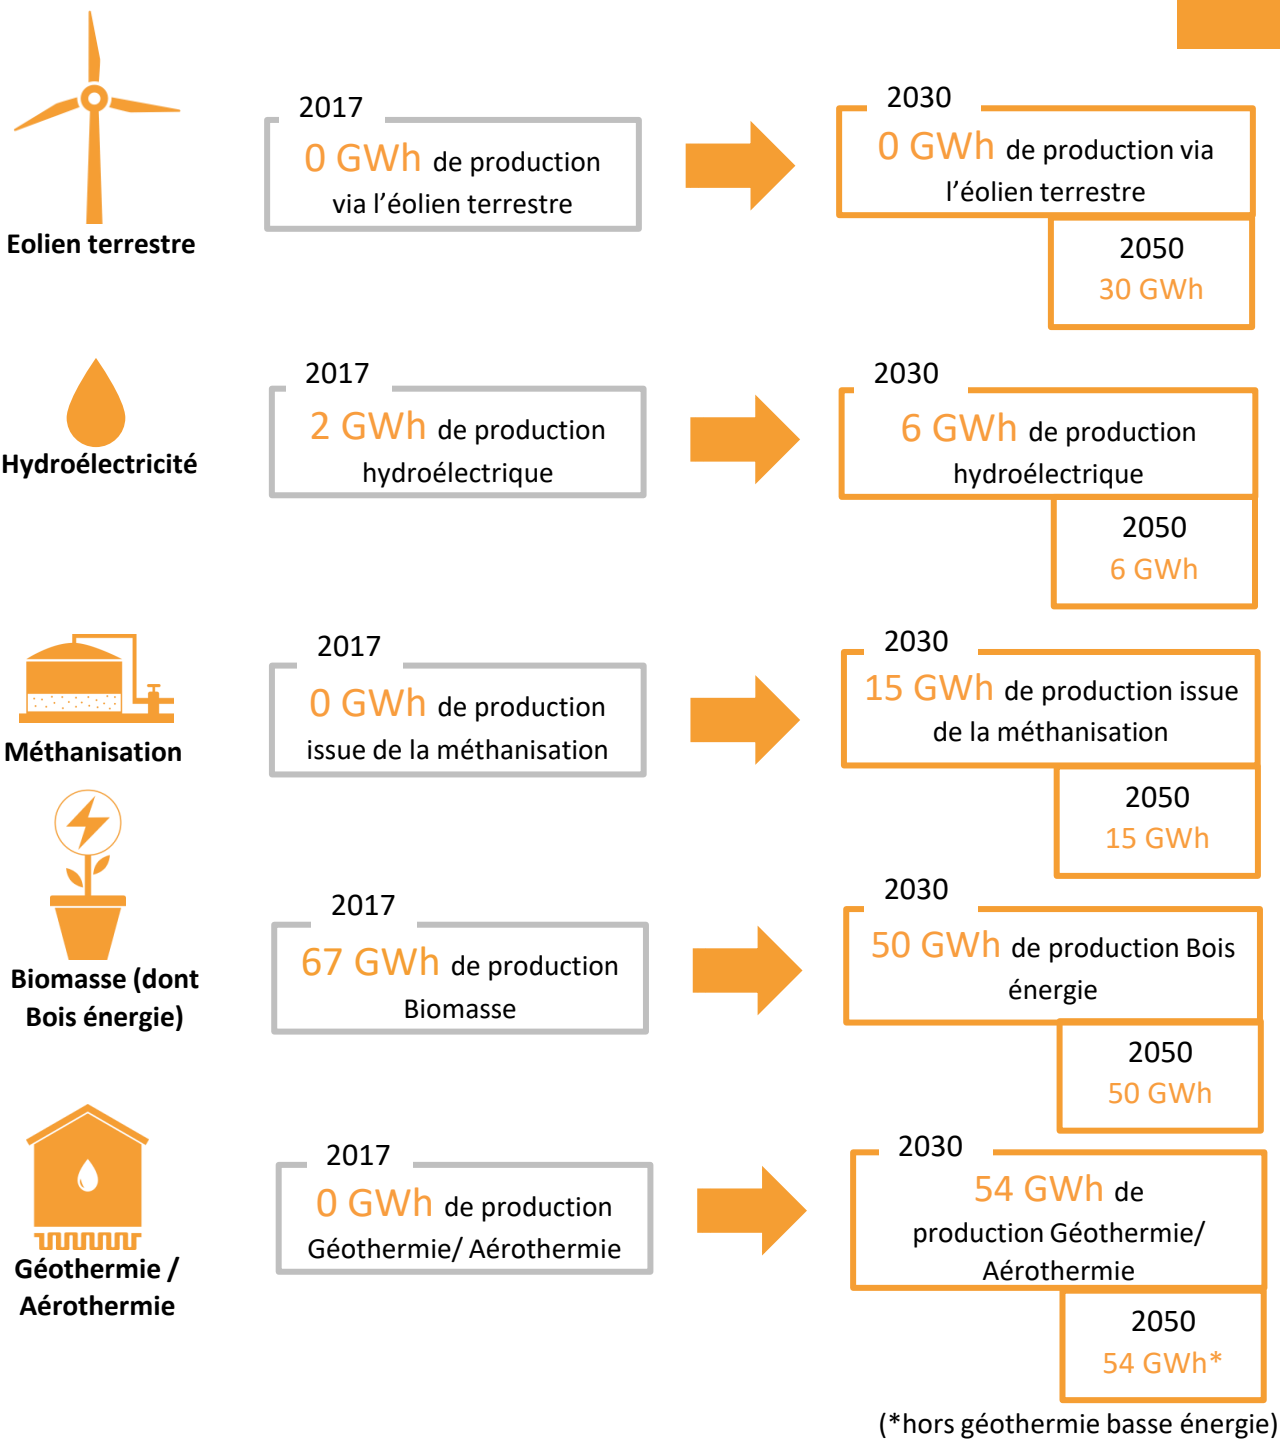 Eolien terrestre
2017
0 GWh de production
via l’éolien terrestre
2030
0 GWh de production via
l’éolien terrestre
2050
30 GWh
Hydroélectricité
2017
2 GWh de production
hydroélectrique
2030
6 GWh de production
hydroélectrique
2050
6 GWh
Méthanisation
2017
0 GWh de production
issue de la méthanisation
2030
15 GWh de production issue
de la méthanisation
2050
15 GWh
Biomasse (dont
Bois énergie)
2017
67 GWh de production
Biomasse
2030
50 GWh de production Bois
énergie
2050
50 GWh
Géothermie /
Aérothermie
2017
0 GWh de production
Géothermie/ Aérothermie
2030
54 GWh de
production Géothermie/
Aérothermie
2050
54 GWh*
(*hors géothermie basse énergie)